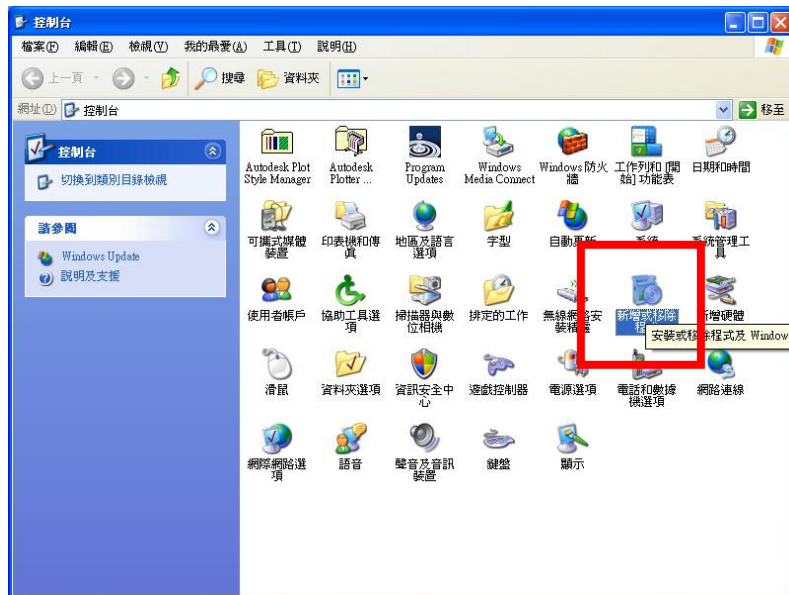 控制台
檔案(F) 編輯(E) 檢視(V) 我的最愛(A) 工具(T) 說明(H)
上一頁 搜尋 資料夾
網址(D) 控制台 移至
控制台
切換到類別目錄檢視
請參閱
Windows Update
說明及支援
Autodesk Plot
Style Manager
Autodesk
Plotter ...
Program
Updates
Windows
Media Connect
Windows 防火
牆
工作列和 [開
始] 功能表
日期和時間
可攜式媒體
裝置
印表機和傳
真
地區及語言
選項
字型
自動更新
系統
系統管理工
具
使用者帳戶
協助工具選
項
掃描器與數
位相機
排定的工作
無線網路安
裝精靈
新增或移除
程式
新增硬體
安裝或移除程式及 Window
滑鼠
資料夾選項
資訊安全中
心
遊戲控制器
電源選項
電話和數據
機選項
網路連線
網際網路選
項
語音
聲音及音訊
裝置
鍵盤
顯示